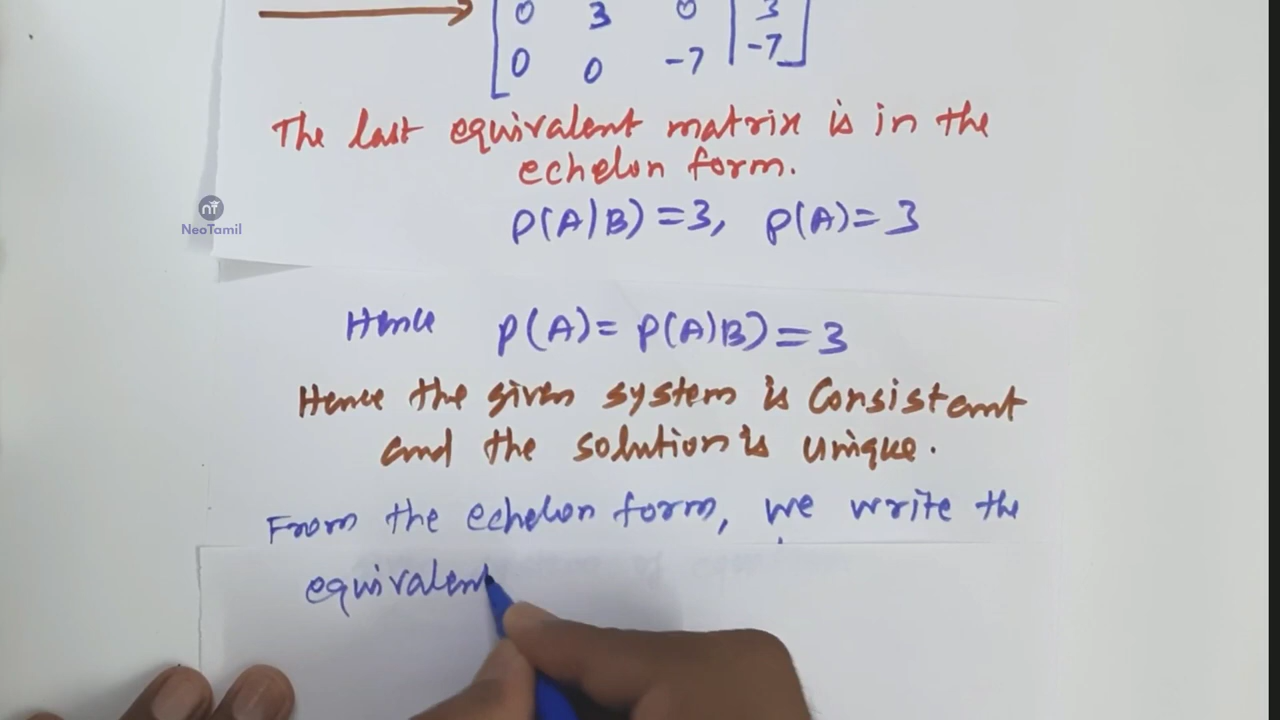 0 3 0 3
0 0 -7 -7
The last equivalent matrix is in the
echelon form.
NeoTamil
ρ(A|B) = 3, ρ(A) = 3
Hence ρ(A) = ρ(A|B) = 3
Hence the given system is Consistant
and the solution is unique.
From the echelon form, we write the
equivalent